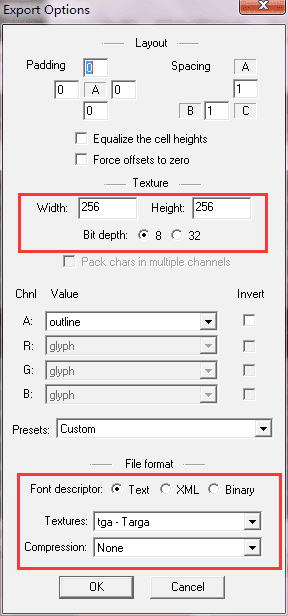 Export Options
Layout
Padding 0 Spacing A
0 A 0 1
0 B 1 C
Equalize the cell heights
Force offsets to zero
Texture
Width: 256 Height: 256
Bit depth: 8 32
Pack chars in multiple channels
Chnl Value Invert
A: outline
R: glyph
G: glyph
B: glyph
Presets: Custom
File format
Font descriptor: Text XML Binary
Textures: tga - Targa
Compression: None
OK Cancel